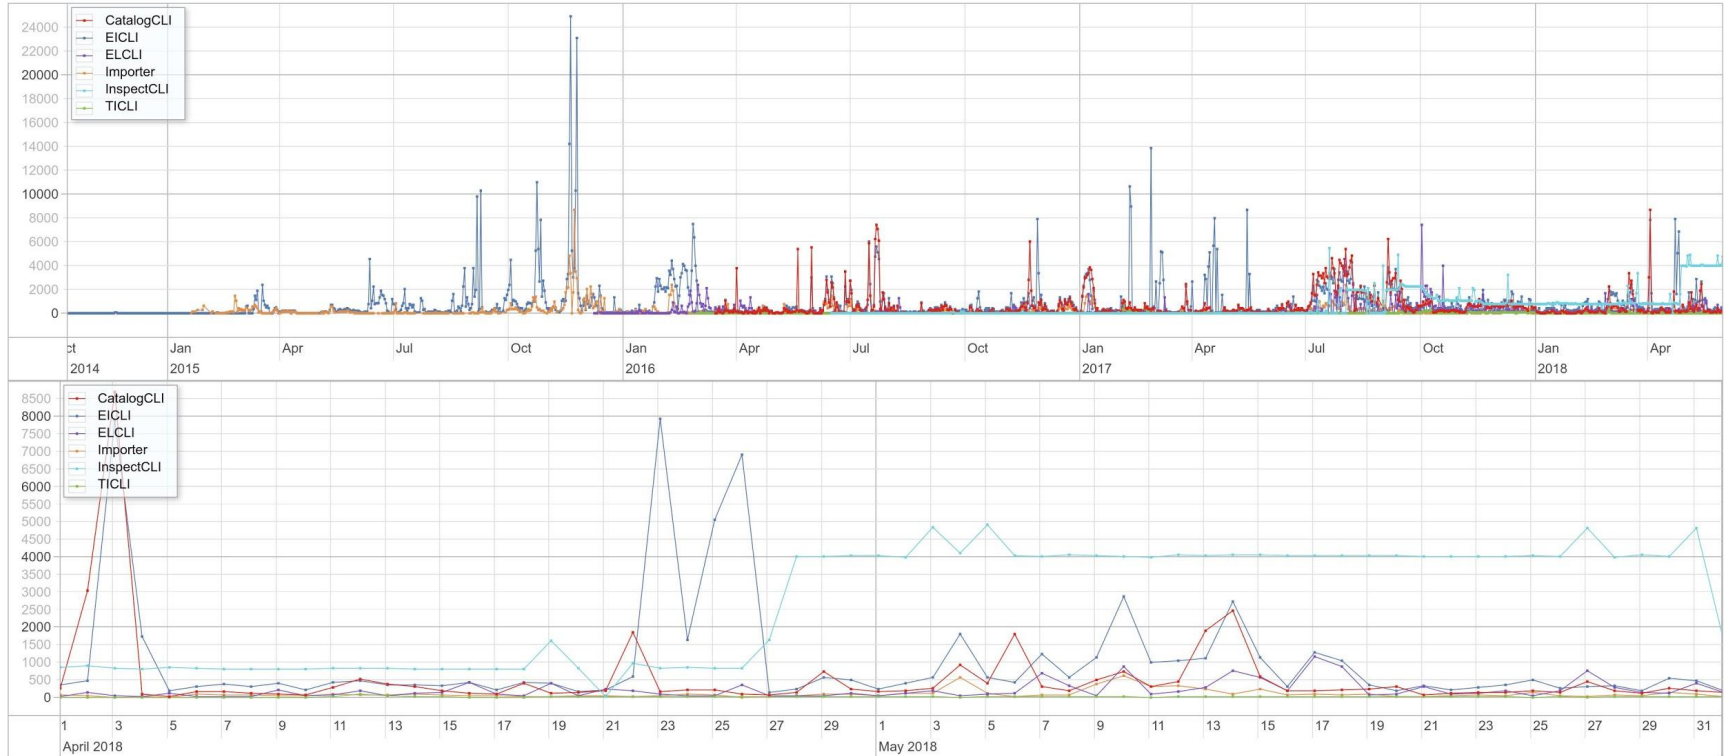 CatalogCLI
EICLI
ELCLI
Importer
InspectCLI
TICLI
24000
22000
20000
18000
16000
14000
12000
10000
8000
6000
4000
2000
0
ct Jan Apr Jul Oct Jan Apr Jul Oct Jan Apr Jul Oct Jan Apr
2014 2015 2016 2017 2018
CatalogCLI
EICLI
ELCLI
Importer
InspectCLI
TICLI
8500
8000
7500
7000
6500
6000
5500
5000
4500
4000
3500
3000
2500
2000
1500
1000
500
0
1 3 5 7 9 11 13 15 17 19 21 23 25 27 29 1 3 5 7 9 11 13 15 17 19 21 23 25 27 29 31
April 2018 May 2018